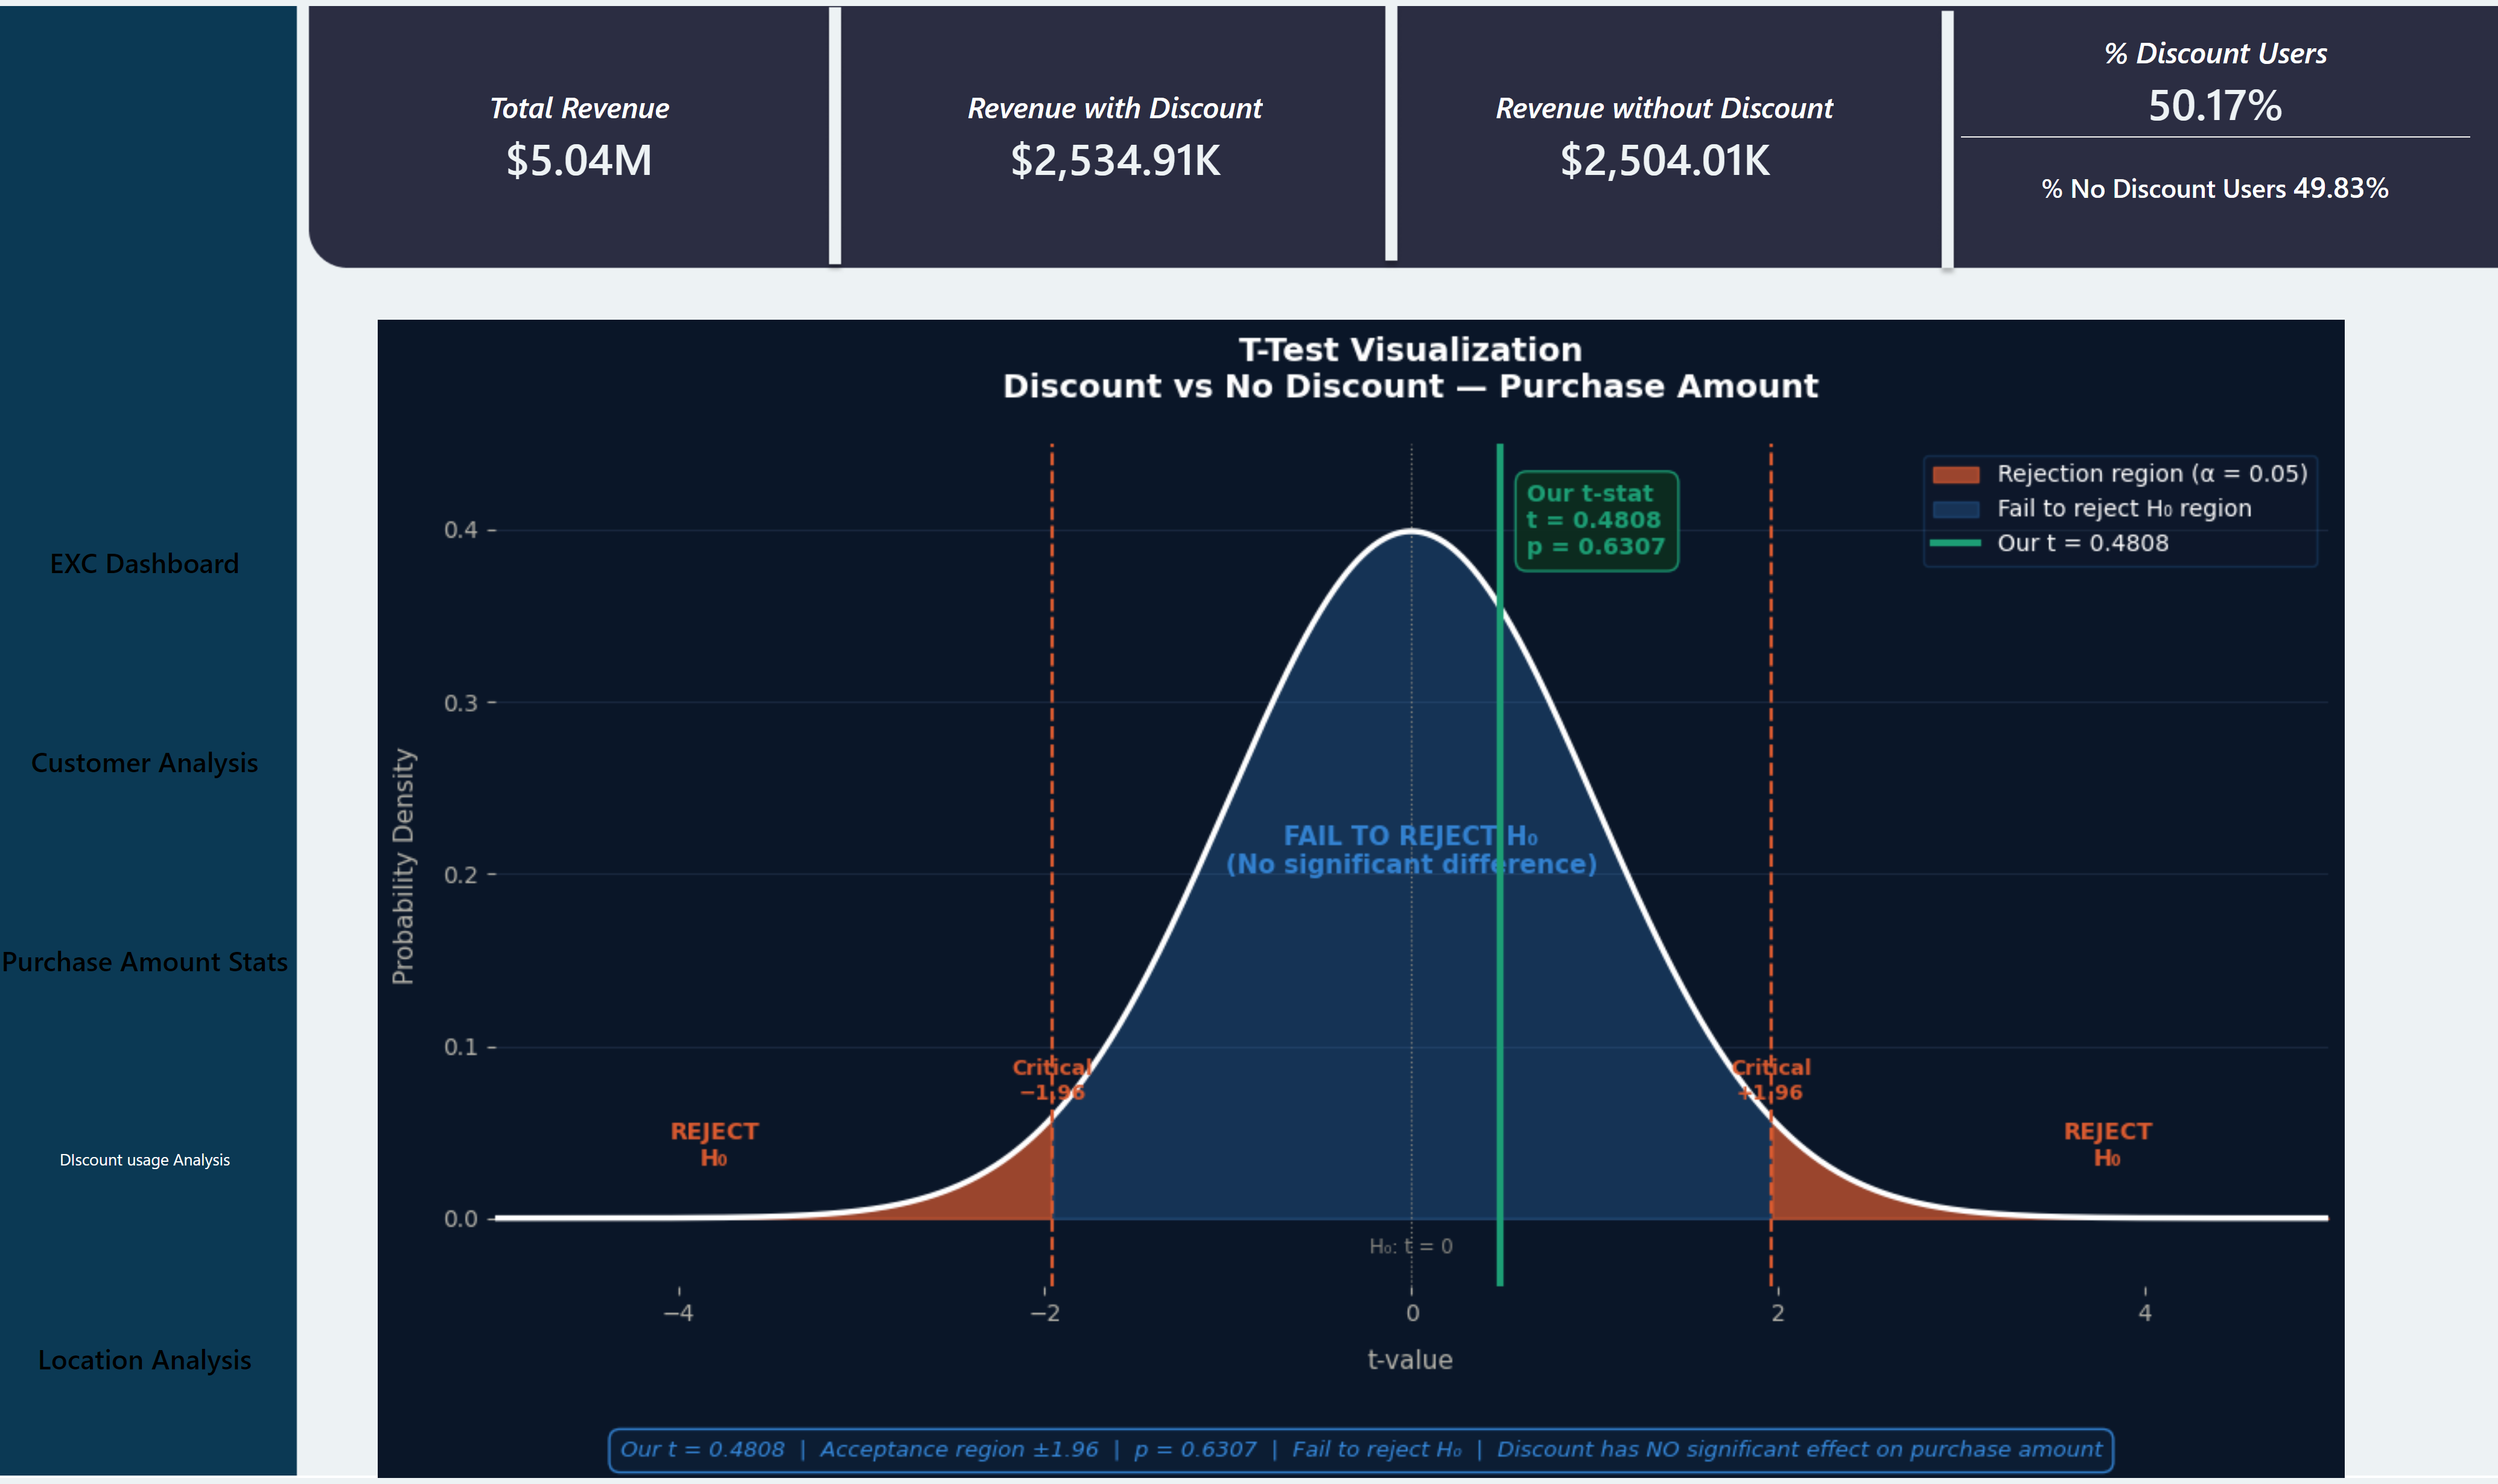 Total Revenue
$5.04M
Revenue with Discount
$2,534.91K
Revenue without Discount
$2,504.01K
% Discount Users
50.17%
% No Discount Users 49.83%
EXC Dashboard
Customer Analysis
Purchase Amount Stats
DIscount usage Analysis
Location Analysis
T-Test Visualization
Discount vs No Discount — Purchase Amount
Our t-stat
t = 0.4808
p = 0.6307
Rejection region (α = 0.05)
Fail to reject H₀ region
Our t = 0.4808
Probability Density
0.4
0.3
0.2
0.1
0.0
FAIL TO REJECT H₀
(No significant difference)
Critical
−1.96
Critical
+1.96
REJECT
H₀
REJECT
H₀
H₀: t = 0
−4
−2
0
2
4
t-value
Our t = 0.4808 | Acceptance region ±1.96 | p = 0.6307 | Fail to reject H₀ | Discount has NO significant effect on purchase amount